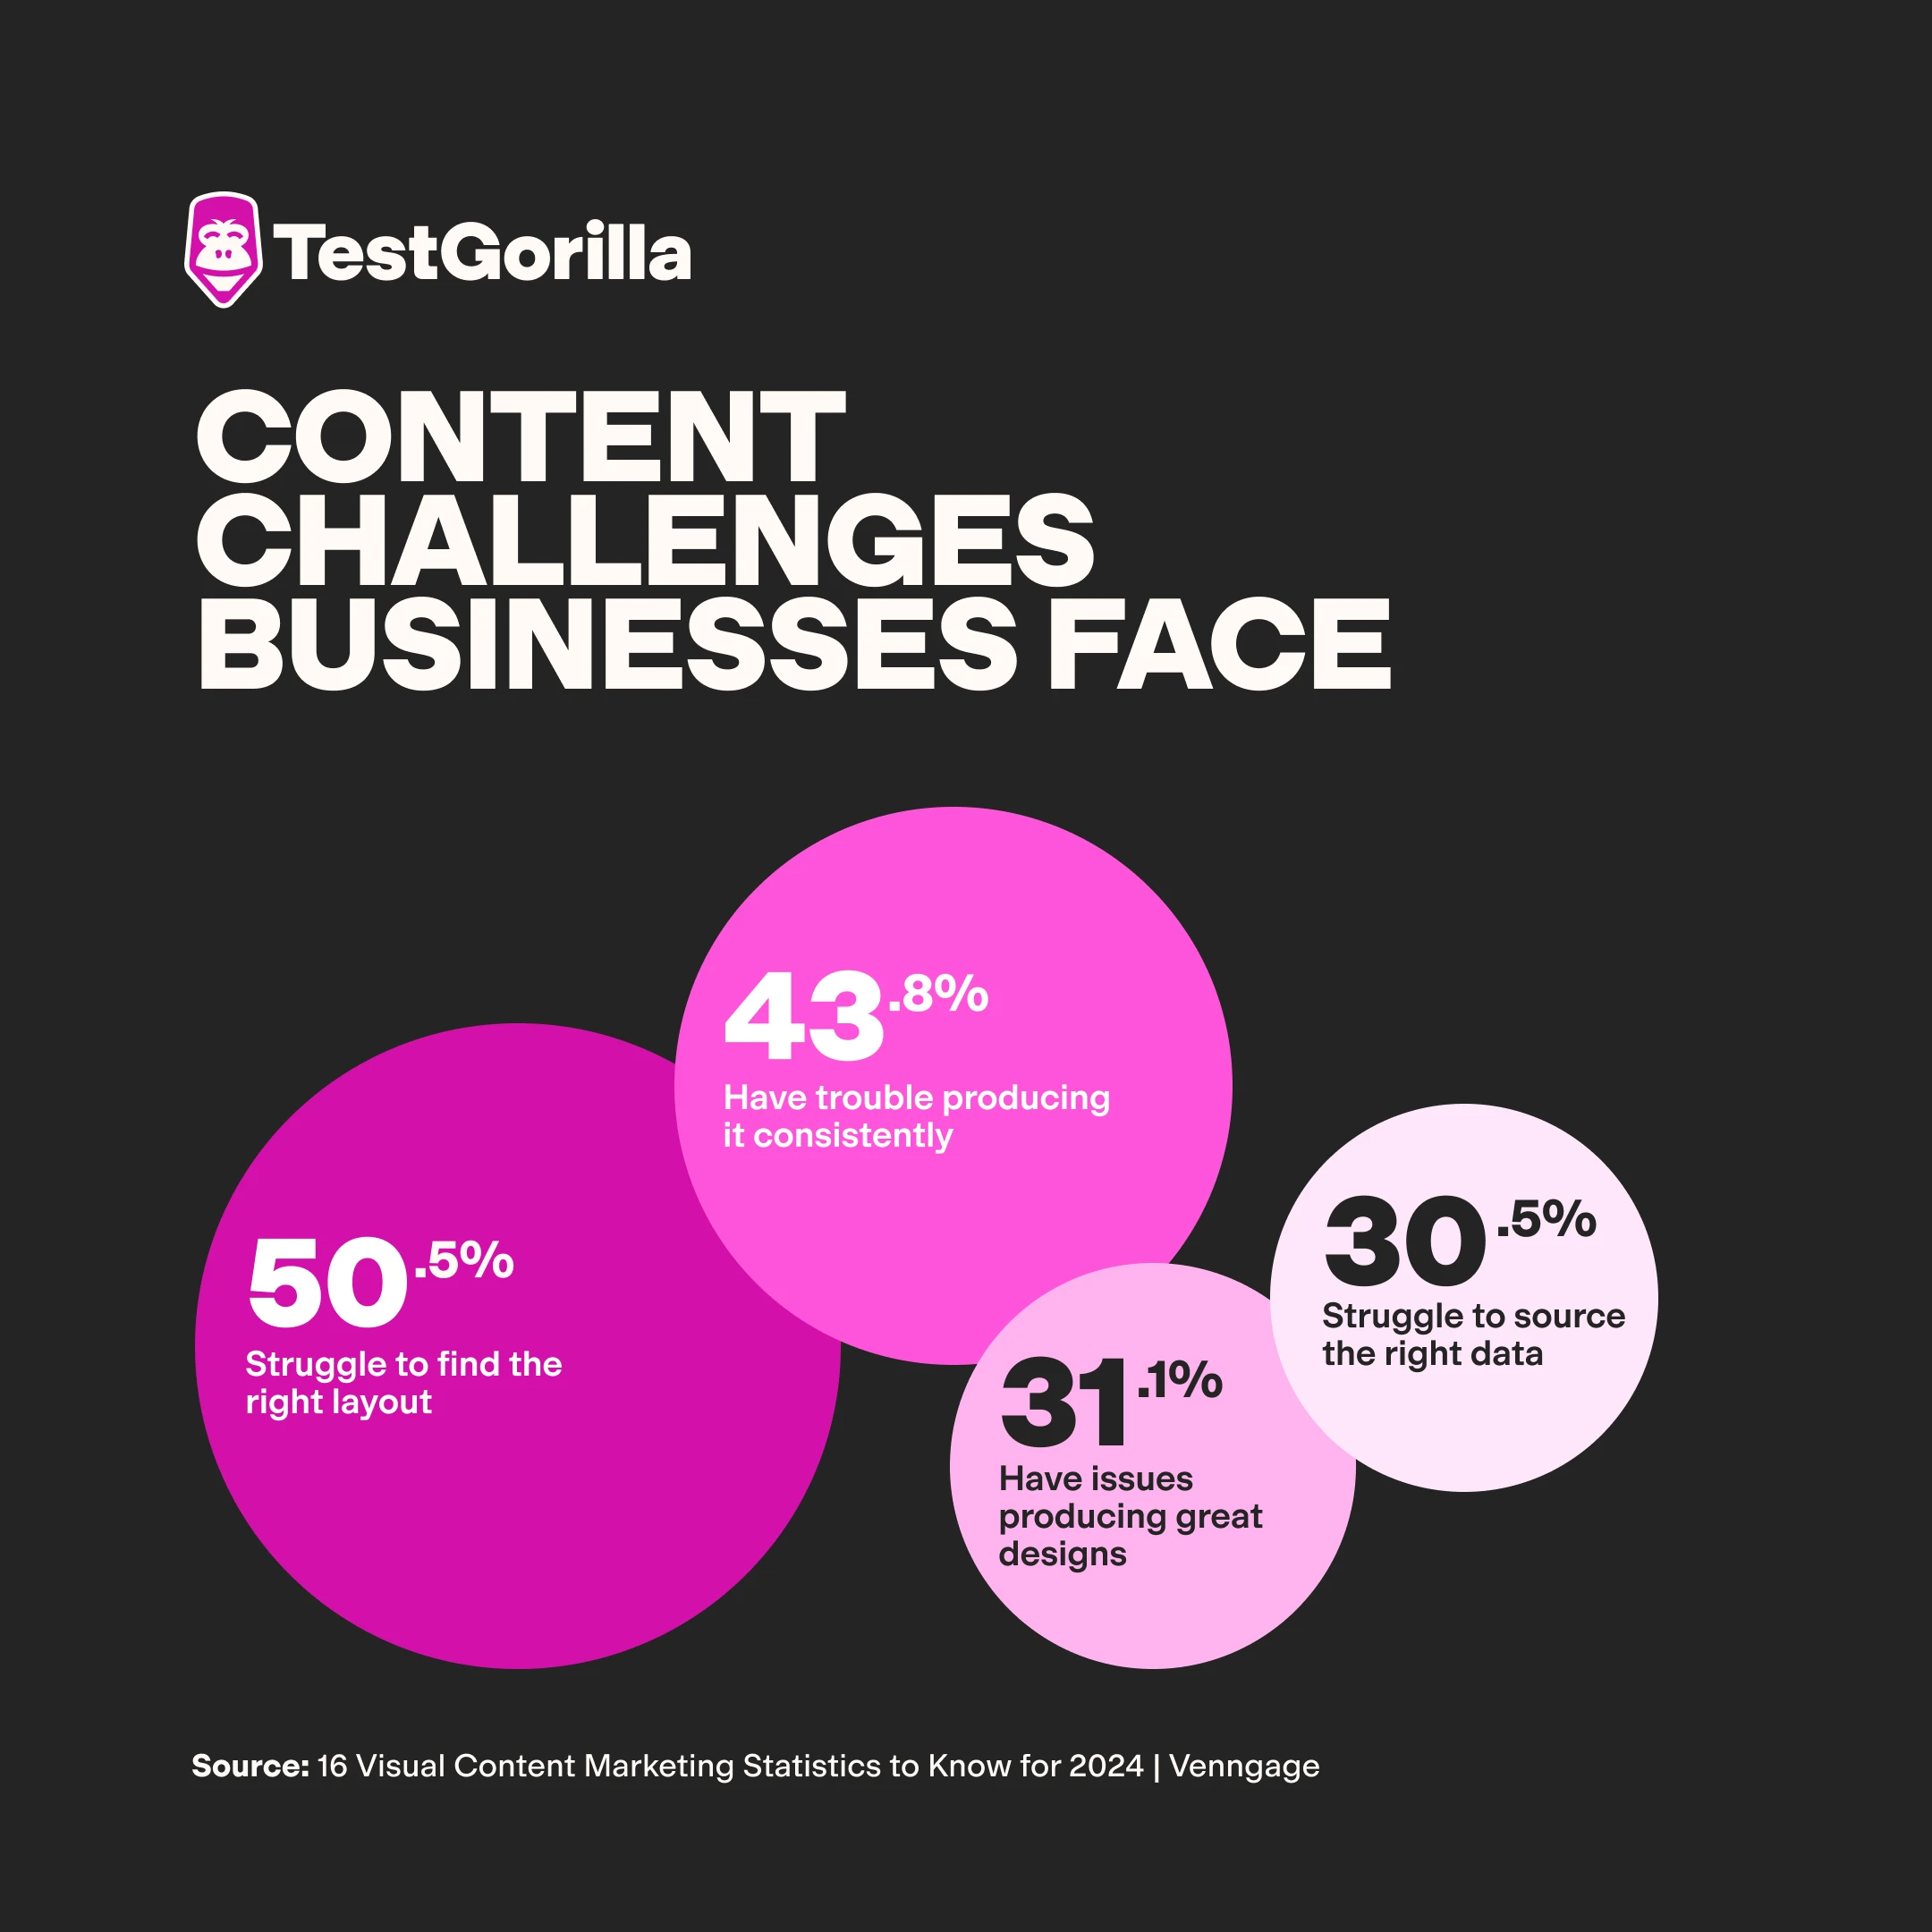 TestGorilla
CONTENT
CHALLENGES
BUSINESSES FACE
43.8%
Have trouble producing
it consistently
50.5%
Struggle to find the
right layout
30.5%
Struggle to source
the right data
31.1%
Have issues
producing great
designs
Source: 16 Visual Content Marketing Statistics to Know for 2024 | Venngage